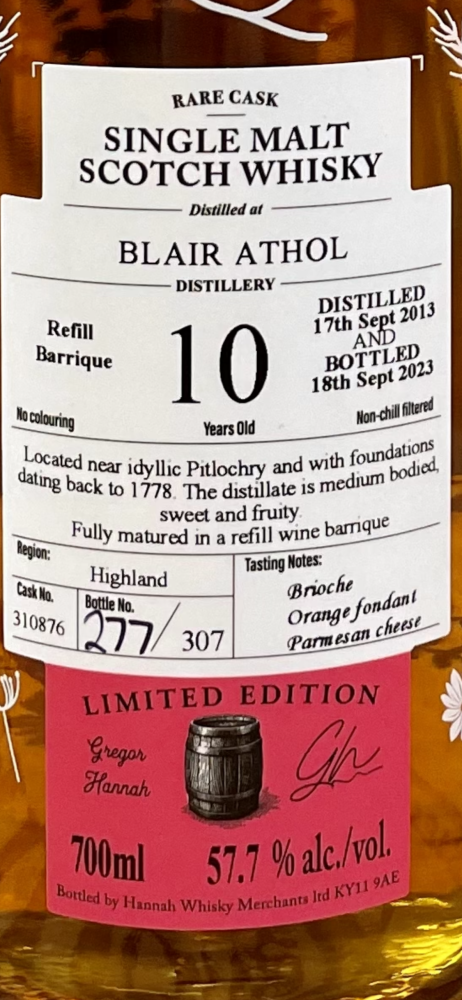 RARE CASK
SINGLE MALT
SCOTCH WHISKY
Distilled at
BLAIR ATHOL
DISTILLERY
Refill
Barrique
10
Years Old
DISTILLED
17th Sept 2013
AND
BOTTLED
18th Sept 2023
No colouring
Non-chill filtered
Located near idyllic Pitlochry and with foundations
dating back to 1778. The distillate is medium bodied,
sweet and fruity.
Fully matured in a refill wine barrique
Region:
Highland
Cask No.
310876
Bottle No.
277/ 307
Tasting Notes:
Brioche
Orange fondant
Parmesan cheese
LIMITED EDITION
Gregor
Hannah
Gh
700ml
57.7 % alc./vol.
Bottled by Hannah Whisky Merchants ltd KY11 9AE